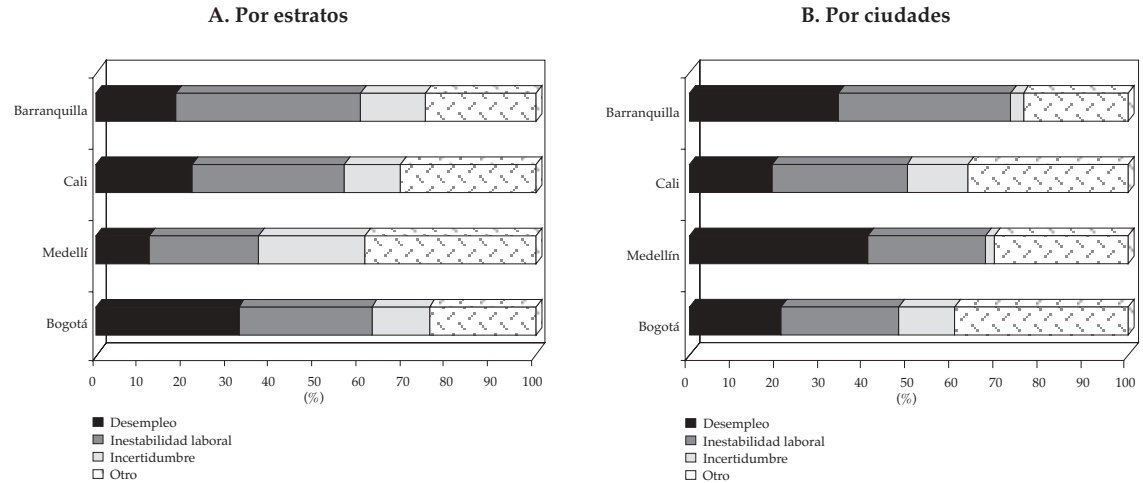 A. Por estratos
Barranquilla
Cali
Medellí
Bogotá
0 10 20 30 40 50 60 70 80 90 100
(%)
Desempleo
Inestabilidad laboral
Incertidumbre
Otro
B. Por ciudades
Barranquilla
Cali
Medellín
Bogotá
0 10 20 30 40 50 60 70 80 90 100
(%)
Desempleo
Inestabilidad laboral
Incertidumbre
Otro